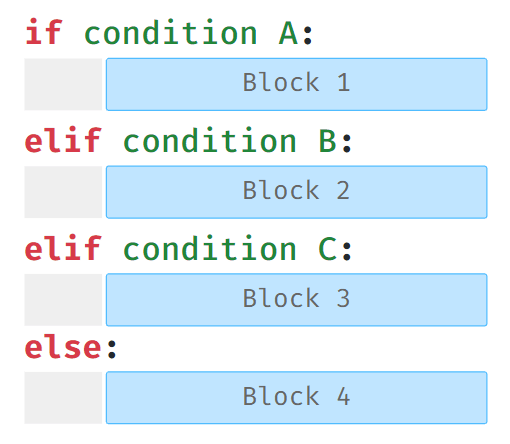 if condition A:
Block 1
elif condition B:
Block 2
elif condition C:
Block 3
else:
Block 4